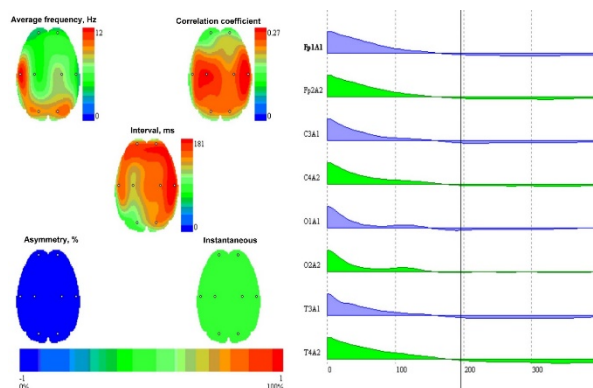 Average frequency, Hz
12
0
Correlation coefficient
0.27
0
Interval, ms
181
0
Asymmetry, %
Instantaneous
-1
1
0%
100%
Fp1A1
Fp2A2
C3A1
C4A2
O1A1
O2A2
T3A1
T4A2
0
100
200
300